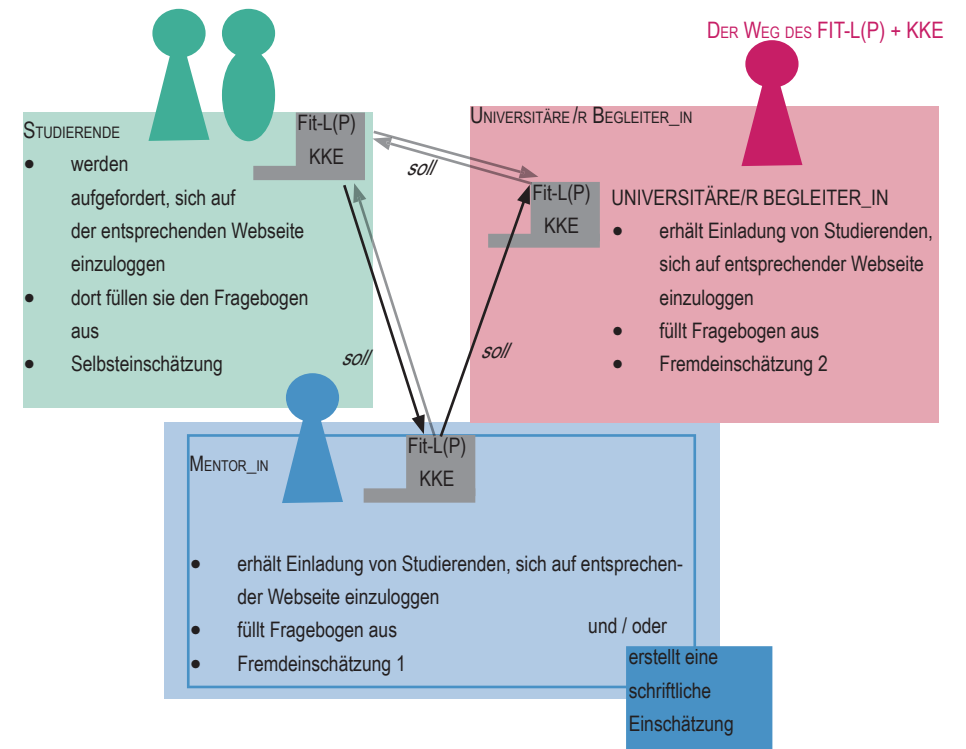 Der Weg des FIT-L(P) + KKE
Studierende
● werden
aufgefordert, sich auf
der entsprechenden Webseite
einzuloggen
● dort füllen sie den Fragebogen
aus
● Selbsteinschätzung
Fit-L(P)
KKE
soll
soll
soll
Universitäre/r Begleiter_in
Fit-L(P)
KKE
UNIVERSITÄRE/R BEGLEITER_IN
● erhält Einladung von Studierenden,
sich auf entsprechender Webseite
einzuloggen
● füllt Fragebogen aus
● Fremdeinschätzung 2
Mentor_in
Fit-L(P)
KKE
● erhält Einladung von Studierenden, sich auf entsprechen-
der Webseite einzuloggen
● füllt Fragebogen aus
● Fremdeinschätzung 1
und / oder
erstellt eine
schriftliche
Einschätzung